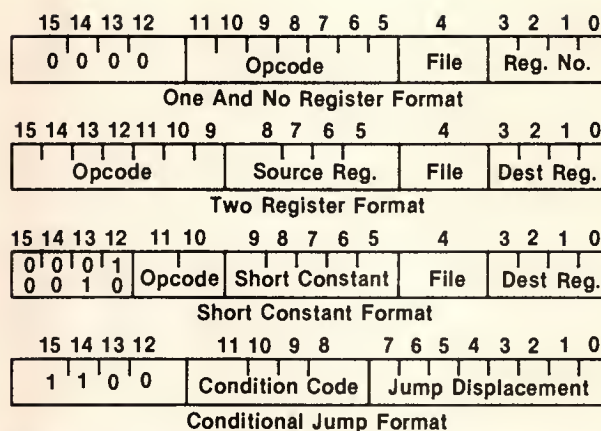 15 14 13 12 11 10 9 8 7 6 5 4 3 2 1 0
0 0 0 0 Opcode File Reg. No.
One And No Register Format
15 14 13 12 11 10 9 8 7 6 5 4 3 2 1 0
Opcode Source Reg. File Dest Reg.
Two Register Format
15 14 13 12 11 10 9 8 7 6 5 4 3 2 1 0
0 0 0 1
0 0 1 0 Opcode Short Constant File Dest Reg.
Short Constant Format
15 14 13 12 11 10 9 8 7 6 5 4 3 2 1 0
1 1 0 0 Condition Code Jump Displacement
Conditional Jump Format